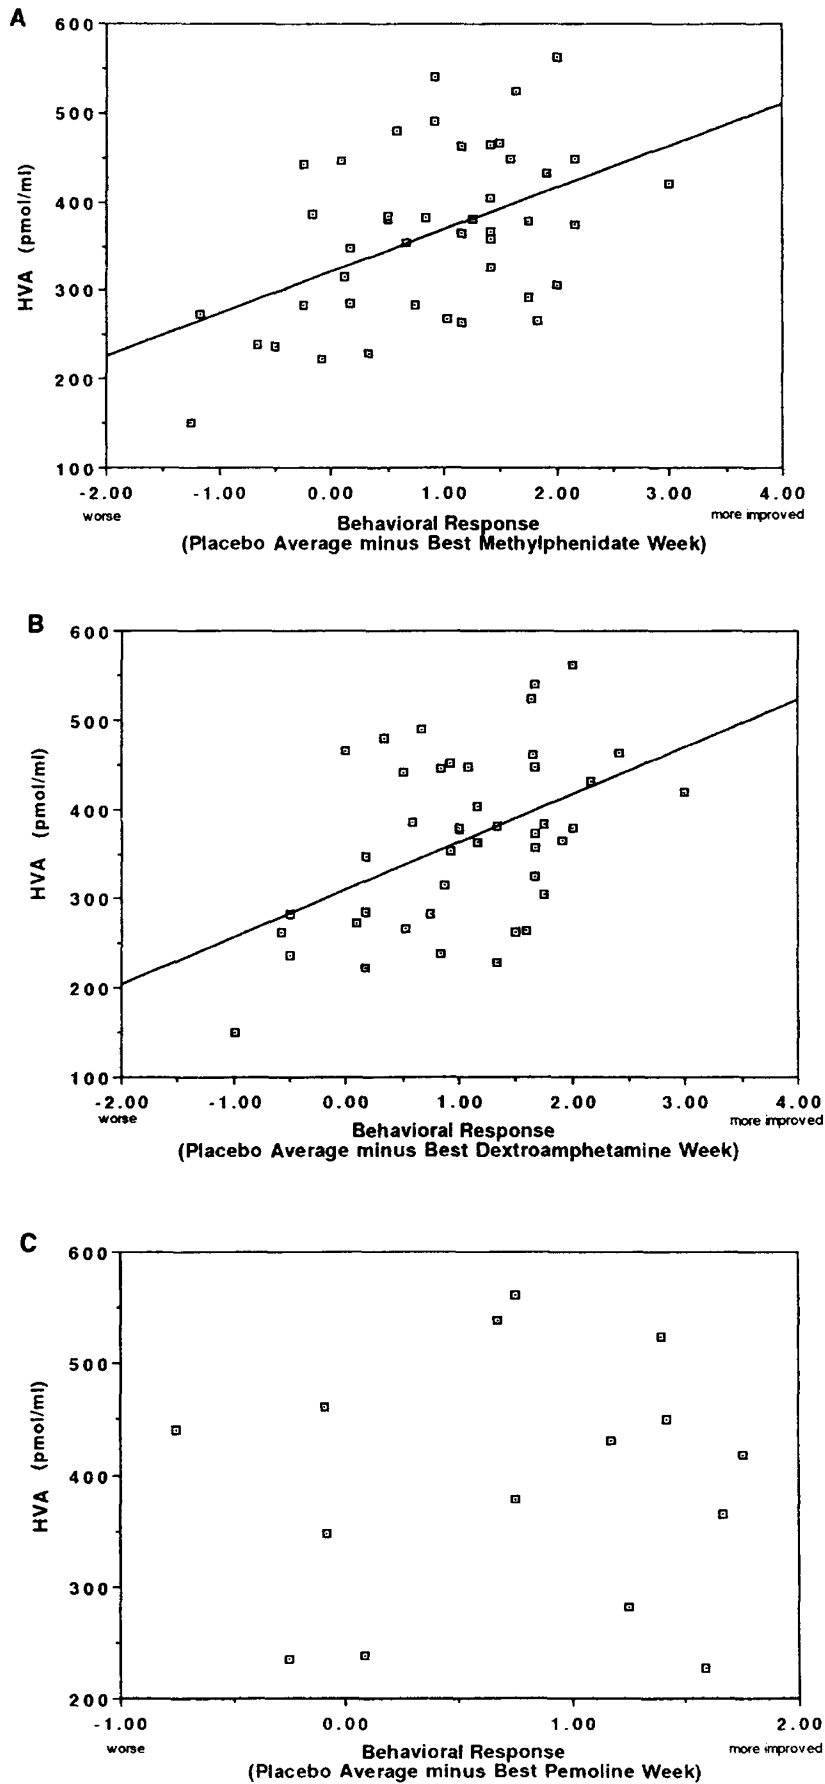 A
600
500
400
300
200
100
HVA (pmol/ml)
-2.00 -1.00 0.00 1.00 2.00 3.00 4.00
worse more improved
Behavioral Response
(Placebo Average minus Best Methylphenidate Week)
B
600
500
400
300
200
100
HVA (pmol/ml)
-2.00 -1.00 0.00 1.00 2.00 3.00 4.00
worse more improved
Behavioral Response
(Placebo Average minus Best Dextroamphetamine Week)
C
600
500
400
300
200
HVA (pmol/ml)
-1.00 0.00 1.00 2.00
worse more improved
Behavioral Response
(Placebo Average minus Best Pemoline Week)